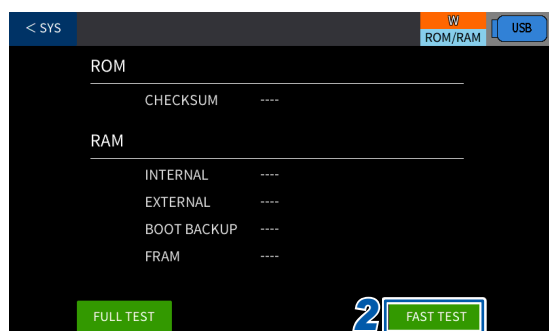 < SYS
W
ROM/RAM
USB
ROM
CHECKSUM ----
RAM
INTERNAL ----
EXTERNAL ----
BOOT BACKUP ----
FRAM ----
FULL TEST
2
FAST TEST